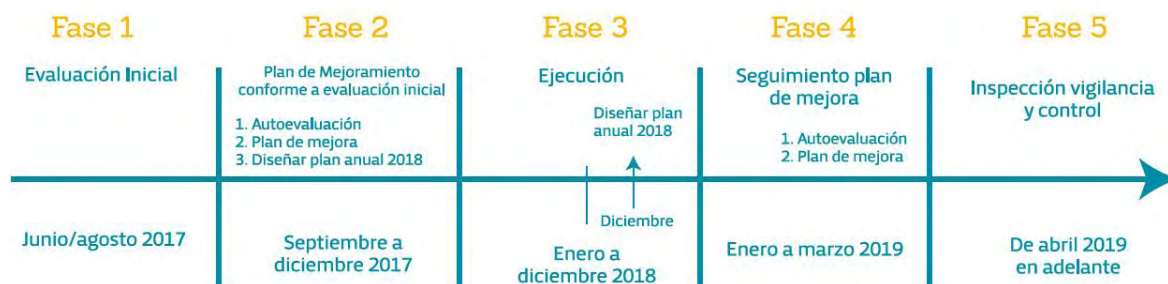 Fase 1
Evaluación Inicial
Junio/agosto 2017
Fase 2
Plan de Mejoramiento
conforme a evaluación inicial
1. Autoevaluación
2. Plan de mejora
3. Diseñar plan anual 2018
Septiembre a
diciembre 2017
Fase 3
Ejecución
Diseñar plan
anual 2018
Diciembre
Enero a
diciembre 2018
Fase 4
Seguimiento plan
de mejora
1. Autoevaluación
2. Plan de mejora
Enero a marzo 2019
Fase 5
Inspección vigilancia
y control
De abril 2019
en adelante